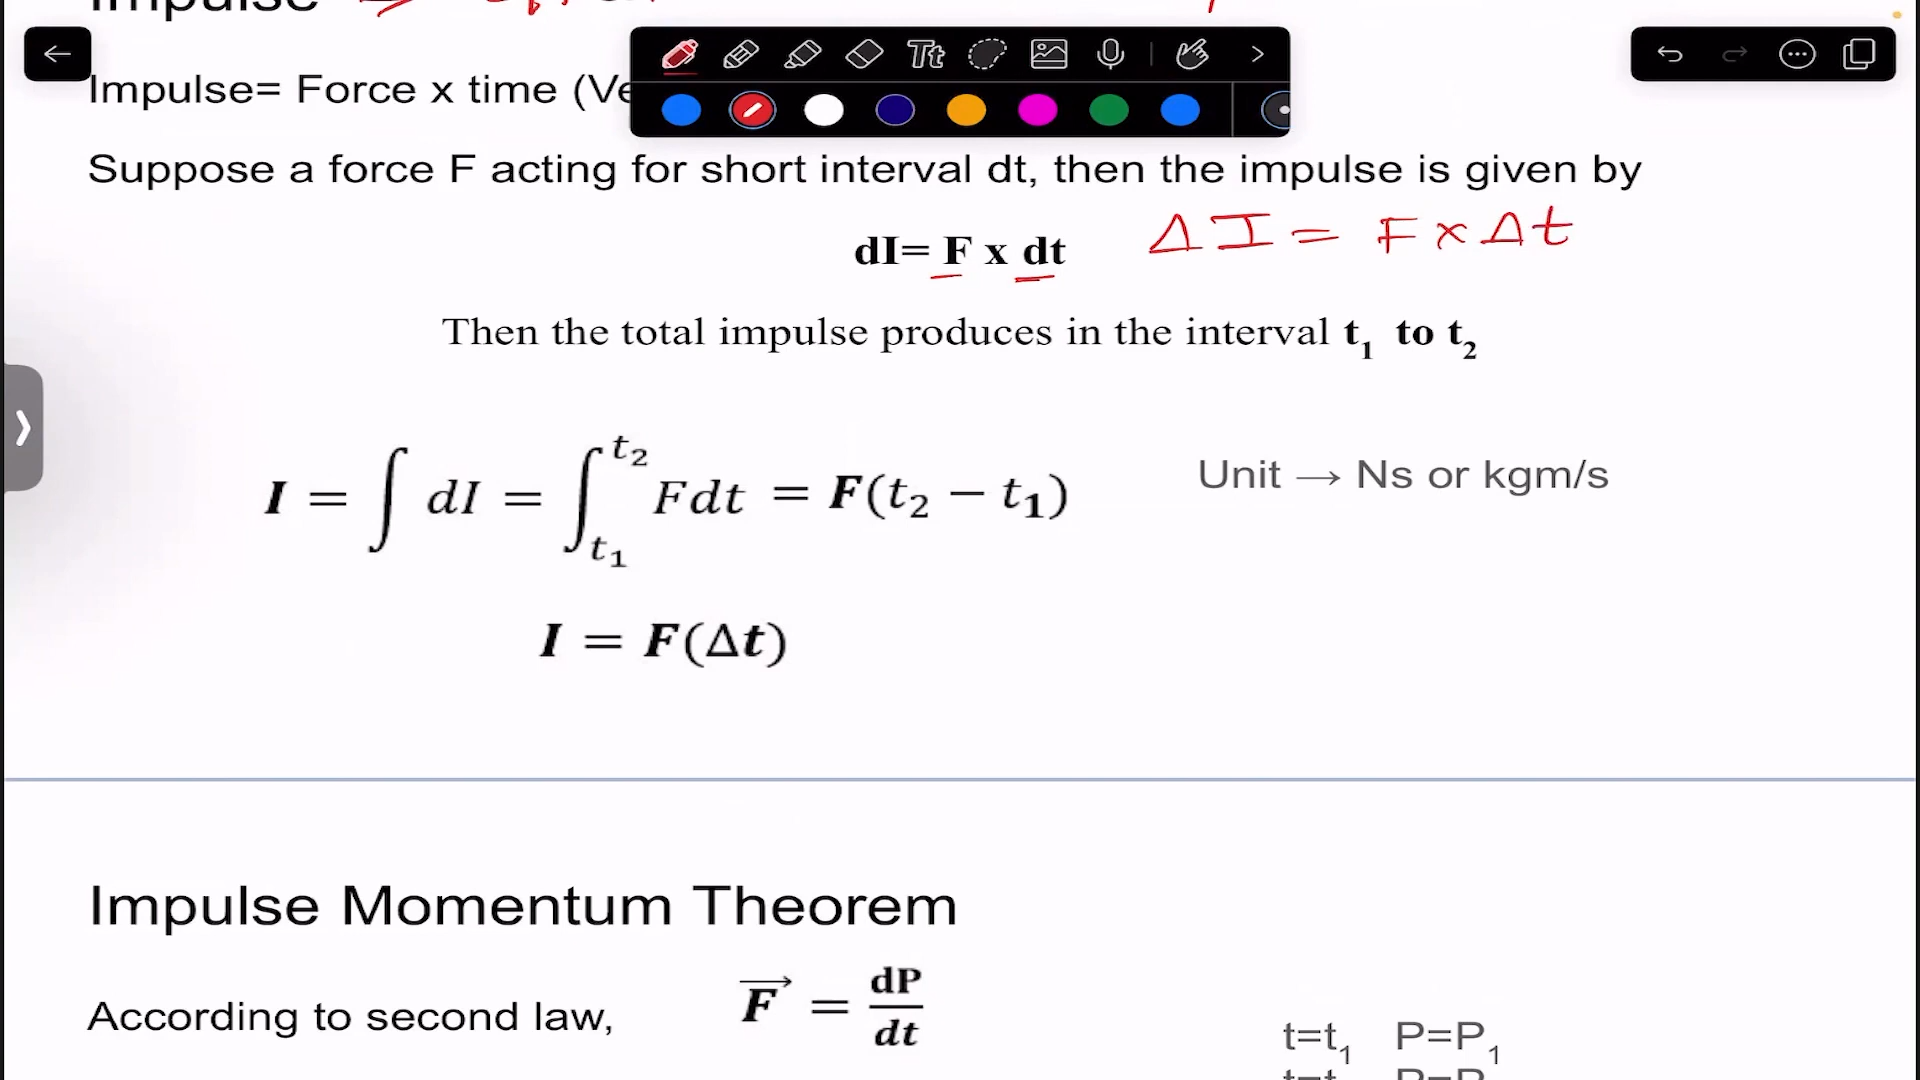 Impulse
Impulse= Force x time (Ve
Tt
Suppose a force F acting for short interval dt, then the impulse is given by
dI= F x dt ΔI = F x Δt
Then the total impulse produces in the interval t₁ to t₂
I = ∫ dI = ∫ₜ₁ᵗ² Fdt = F(t₂ − t₁)
Unit → Ns or kgm/s
I = F(Δt)
Impulse Momentum Theorem
According to second law, F⃗ = dP/dt
t=t₁ P=P₁